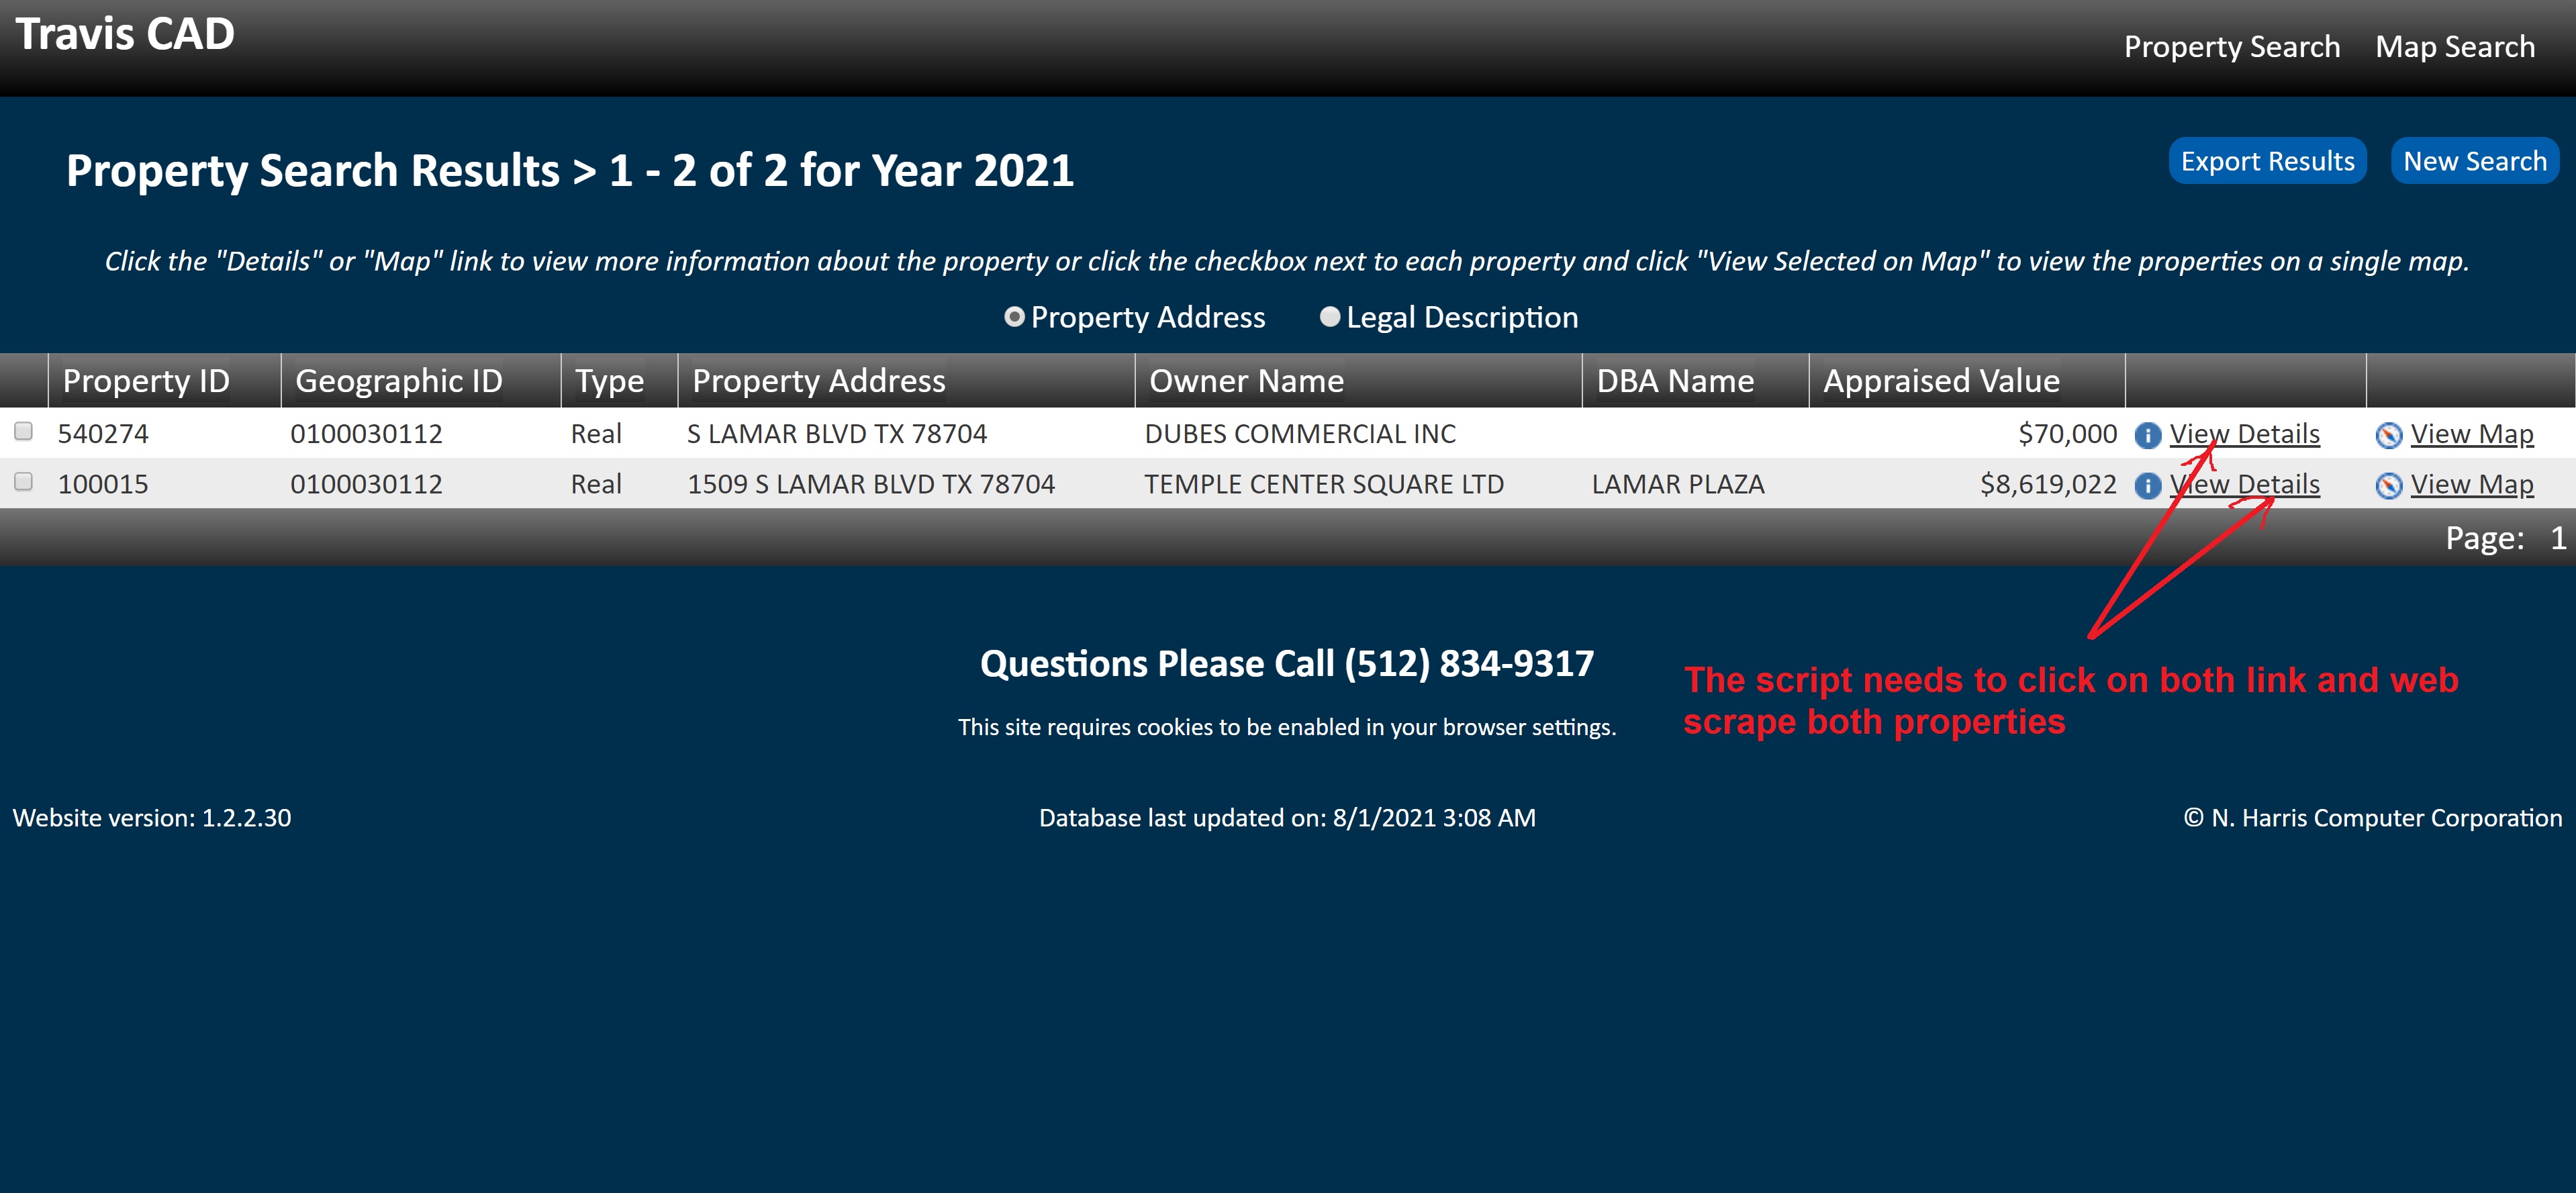 Travis CAD
Property Search Map Search
Property Search Results > 1 - 2 of 2 for Year 2021
Export Results New Search
Click the "Details" or "Map" link to view more information about the property or click the checkbox next to each property and click "View Selected on Map" to view the properties on a single map.
Property Address Legal Description
Property ID Geographic ID Type Property Address Owner Name DBA Name Appraised Value
540274 0100030112 Real S LAMAR BLVD TX 78704 DUBES COMMERCIAL INC $70,000 View Details View Map
100015 0100030112 Real 1509 S LAMAR BLVD TX 78704 TEMPLE CENTER SQUARE LTD LAMAR PLAZA $8,619,022 View Details View Map
Page: 1
Questions Please Call (512) 834-9317
The script needs to click on both link and web
scrape both properties
This site requires cookies to be enabled in your browser settings.
Website version: 1.2.2.30 Database last updated on: 8/1/2021 3:08 AM © N. Harris Computer Corporation